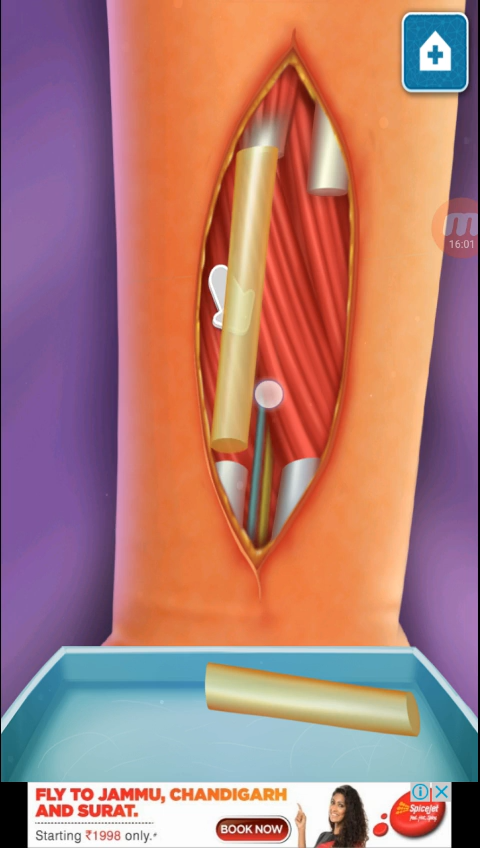 16:01
FLY TO JAMMU, CHANDIGARH
AND SURAT.
Starting ₹1998 only.*
BOOK NOW
SpiceJet